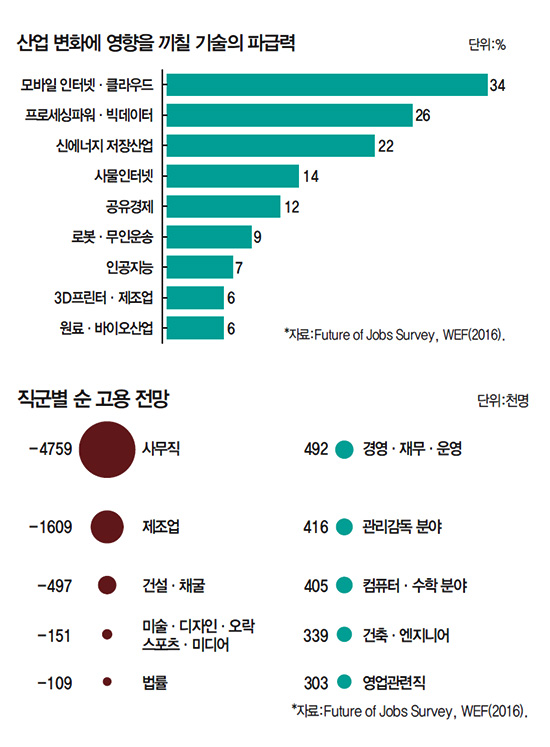 산업 변화에 영향을 끼칠 기술의 파급력
단위:%
모바일 인터넷 · 클라우드 34
프로세싱파워 · 빅데이터 26
신에너지 저장산업 22
사물인터넷 14
공유경제 12
로봇 · 무인운송 9
인공지능 7
3D프린터 · 제조업 6
원료 · 바이오산업 6
*자료:Future of Jobs Survey, WEF(2016).
직군별 순 고용 전망
단위:천명
-4759 사무직
492 경영 · 재무 · 운영
-1609 제조업
416 관리감독 분야
-497 건설 · 채굴
405 컴퓨터 · 수학 분야
-151 미술 · 디자인 · 오락
스포츠 · 미디어
339 건축 · 엔지니어
-109 법률
303 영업관련직
*자료:Future of Jobs Survey, WEF(2016).